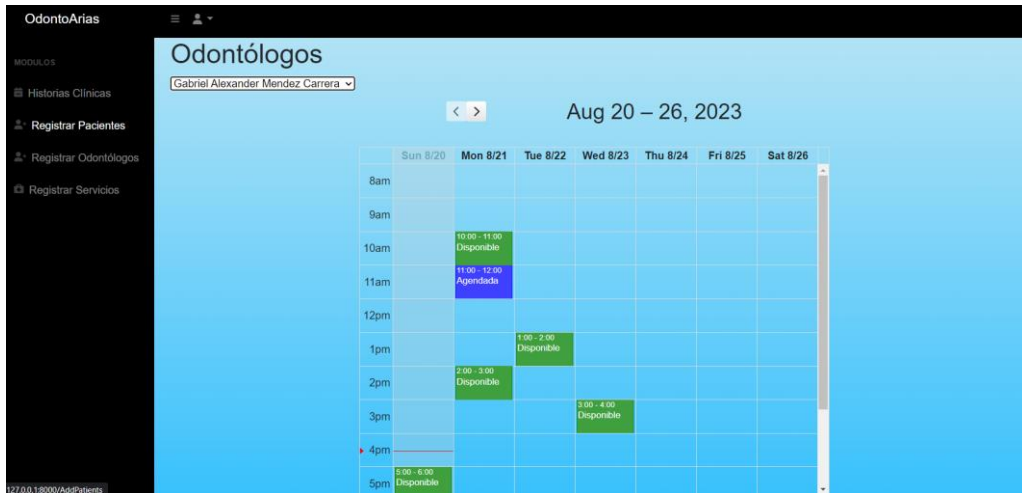 OdontoArias
MODULOS
Historias Clínicas
Registrar Pacientes
Registrar Odontólogos
Registrar Servicios
Odontólogos
Gabriel Alexander Mendez Carrera
Aug 20 – 26, 2023
Sun 8/20 Mon 8/21 Tue 8/22 Wed 8/23 Thu 8/24 Fri 8/25 Sat 8/26
8am
9am
10am
10:00 - 11:00
Disponible
11am
11:00 - 12:00
Agendada
12pm
1pm
1:00 - 2:00
Disponible
2pm
2:00 - 3:00
Disponible
3pm
3:00 - 4:00
Disponible
4pm
5pm
5:00 - 6:00
Disponible
127.0.0.1:8000/AddPatients